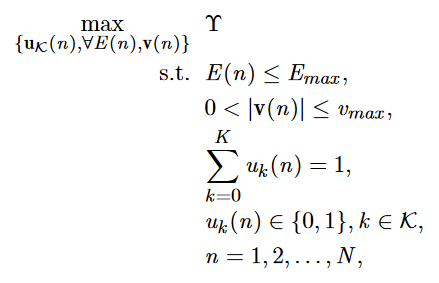 max Υ
{u_𝒦(n),∀E(n),v(n)}
s.t. E(n) ≤ E_max,
0 < |v(n)| ≤ v_max,
K
∑ u_k(n) = 1,
k=0
u_k(n) ∈ {0, 1}, k ∈ 𝒦,
n = 1, 2, . . . , N,